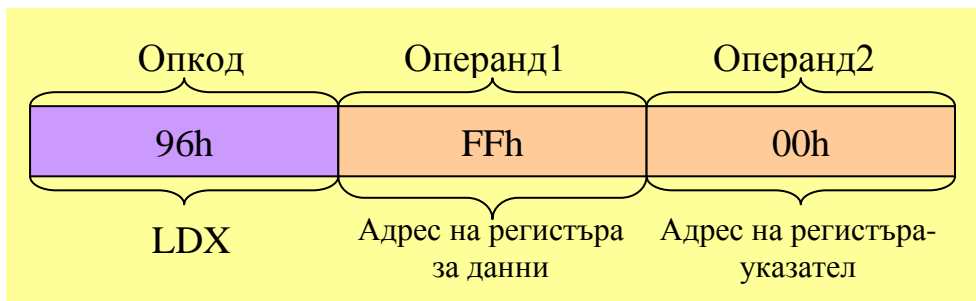 Опкод Операнд1 Операнд2
96h FFh 00h
LDX Адрес на регистъра Адрес на регистъра-
за данни указател